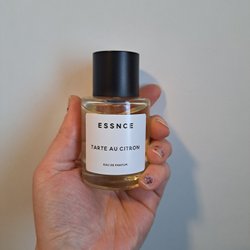 ESSNCE
TARTE AU CITRON
EAU DE PARFUM